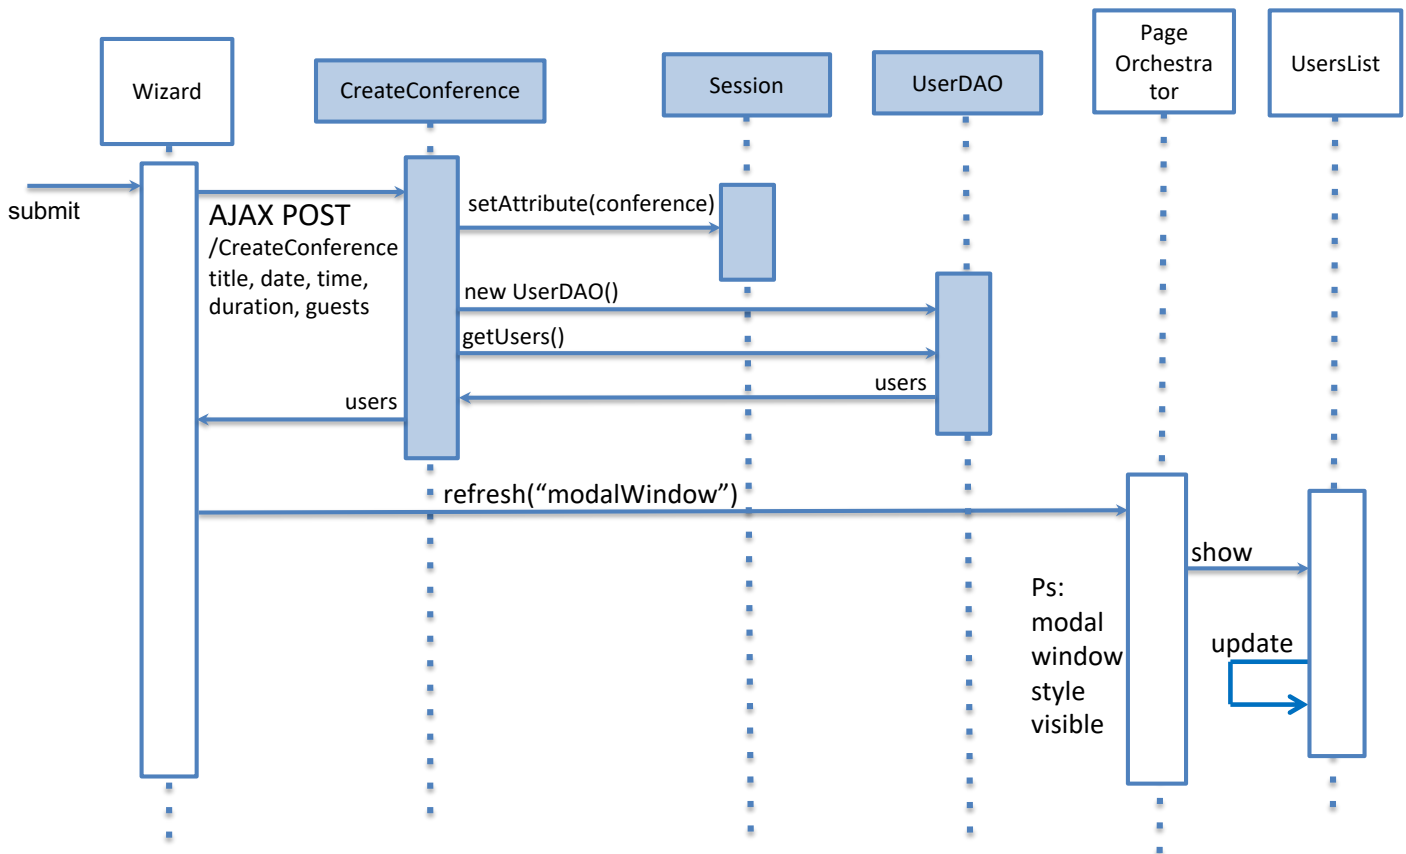 Wizard
CreateConference
Session
UserDAO
Page
Orchestra
tor
UsersList
submit
AJAX POST
/CreateConference
title, date, time,
duration, guests
setAttribute(conference)
new UserDAO()
getUsers()
users
users
refresh(“modalWindow”)
show
Ps:
modal
window
style
visible
update